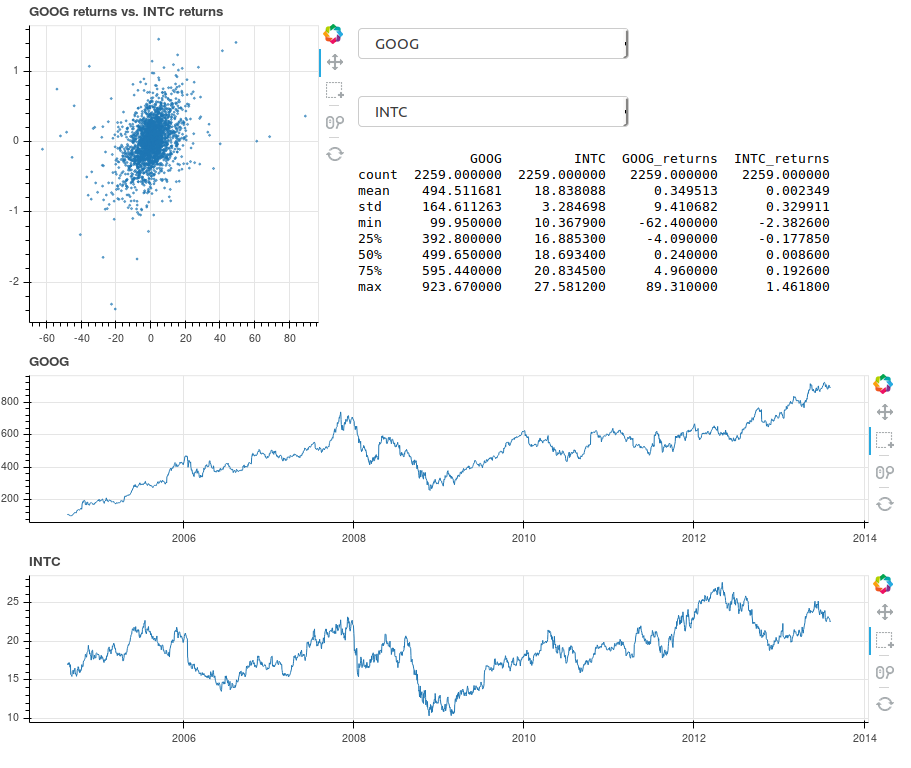 GOOG returns vs. INTC returns
1
0
-1
-2
-60 -40 -20 0 20 40 60 80
GOOG
INTC
GOOG INTC GOOG_returns INTC_returns
count 2259.000000 2259.000000 2259.000000 2259.000000
mean 494.511681 18.838088 0.349513 0.002349
std 164.611263 3.284698 9.410682 0.329911
min 99.950000 10.367900 -62.400000 -2.382600
25% 392.800000 16.885300 -4.090000 -0.177850
50% 499.650000 18.693400 0.240000 0.008600
75% 595.440000 20.834500 4.960000 0.192600
max 923.670000 27.581200 89.310000 1.461800
GOOG
800
600
400
200
2006 2008 2010 2012 2014
INTC
25
20
15
10
2006 2008 2010 2012 2014